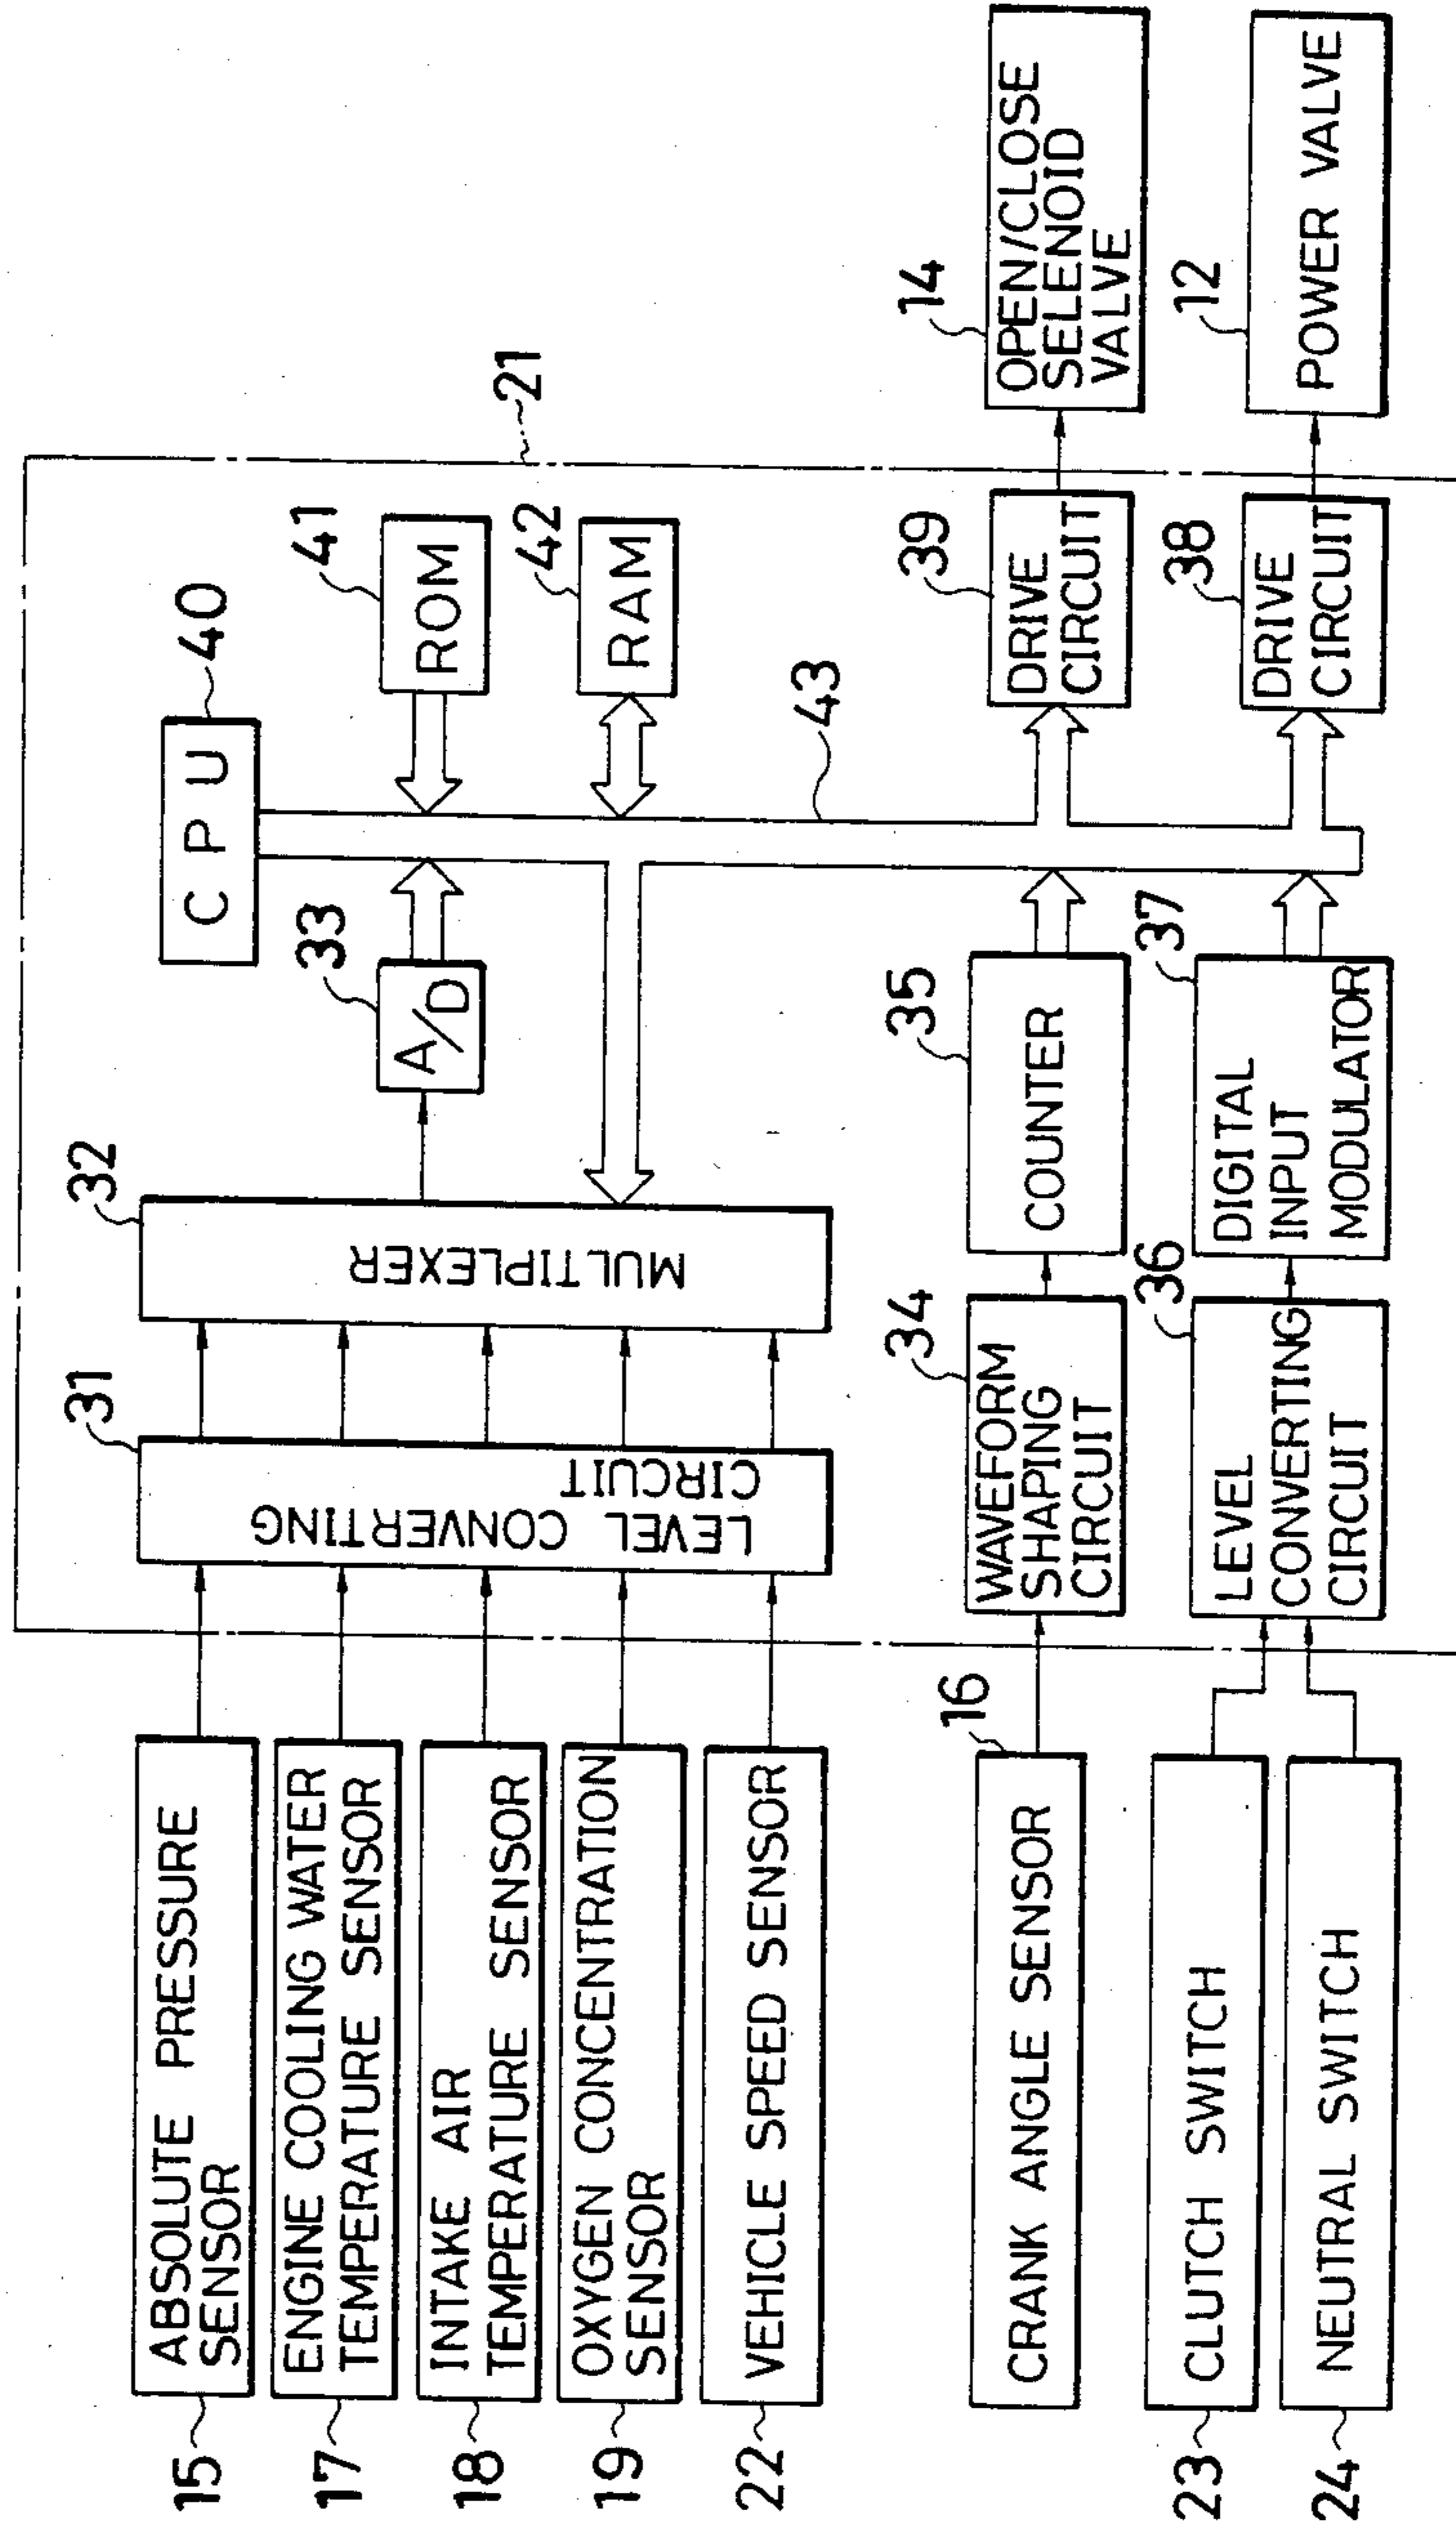 15
ABSOLUTE PRESSURE
SENSOR
17
ENGINE COOLING WATER
TEMPERATURE SENSOR
18
INTAKE AIR
TEMPERATURE SENSOR
19
OXYGEN CONCENTRATION
SENSOR
22
VEHICLE SPEED SENSOR
16
CRANK ANGLE SENSOR
23
CLUTCH SWITCH
24
NEUTRAL SWITCH
31
LEVEL CONVERTING
CIRCUIT
32
MULTIPLEXER
33
A/D
34
WAVEFORM
SHAPING
CIRCUIT
35
COUNTER
36
LEVEL
CONVERTING
CIRCUIT
37
DIGITAL
INPUT
MODULATOR
40
CPU
41
ROM
42
RAM
43
21
39
DRIVE
CIRCUIT
38
DRIVE
CIRCUIT
14
OPEN/CLOSE
SELENOID
VALVE
12
POWER VALVE